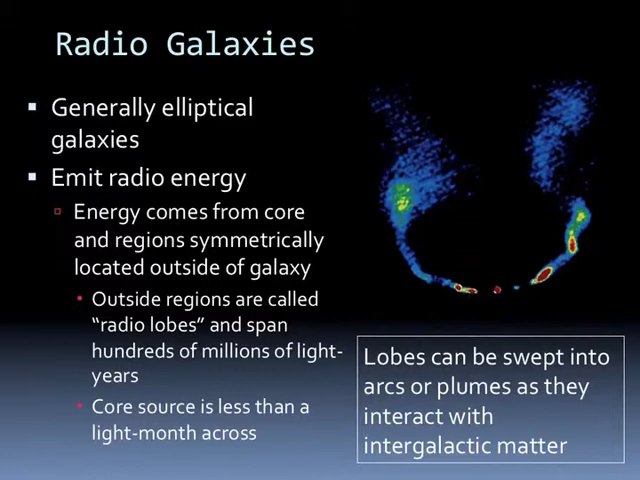 Radio Galaxies
▪ Generally elliptical
galaxies
▪ Emit radio energy
▫ Energy comes from core
and regions symmetrically
located outside of galaxy
▪ Outside regions are called
“radio lobes” and span
hundreds of millions of light-
years
▪ Core source is less than a
light-month across
Lobes can be swept into
arcs or plumes as they
interact with
intergalactic matter